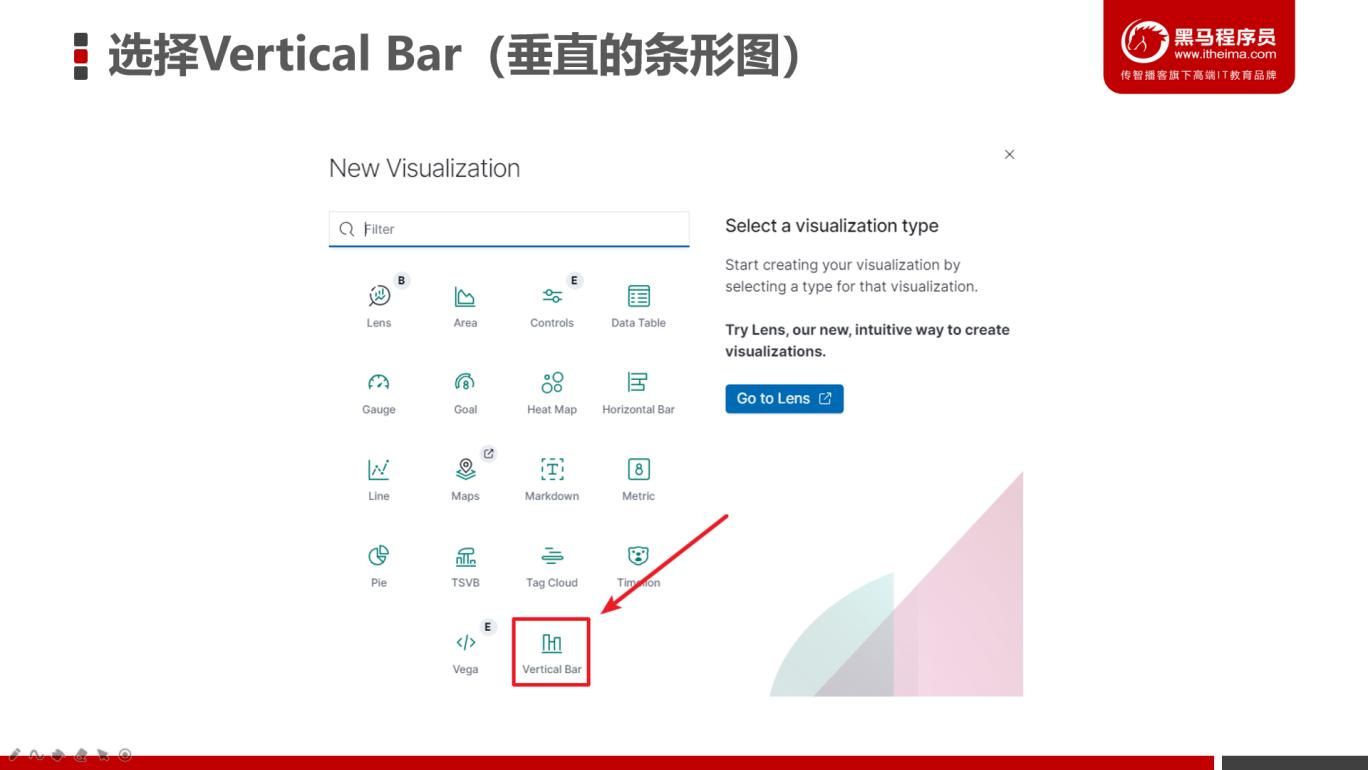 选择Vertical Bar（垂直的条形图）
黑马程序员
www.itheima.com
传智播客旗下高端IT教育品牌
New Visualization
Filter
Select a visualization type
Start creating your visualization by
selecting a type for that visualization.
Try Lens, our new, intuitive way to create
visualizations.
Go to Lens
B
E
Lens
Area
Controls
Data Table
8
Gauge
Goal
Heat Map
Horizontal Bar
T
8
Line
Maps
Markdown
Metric
Pie
TSVB
Tag Cloud
Timelion
E
Vega
Vertical Bar